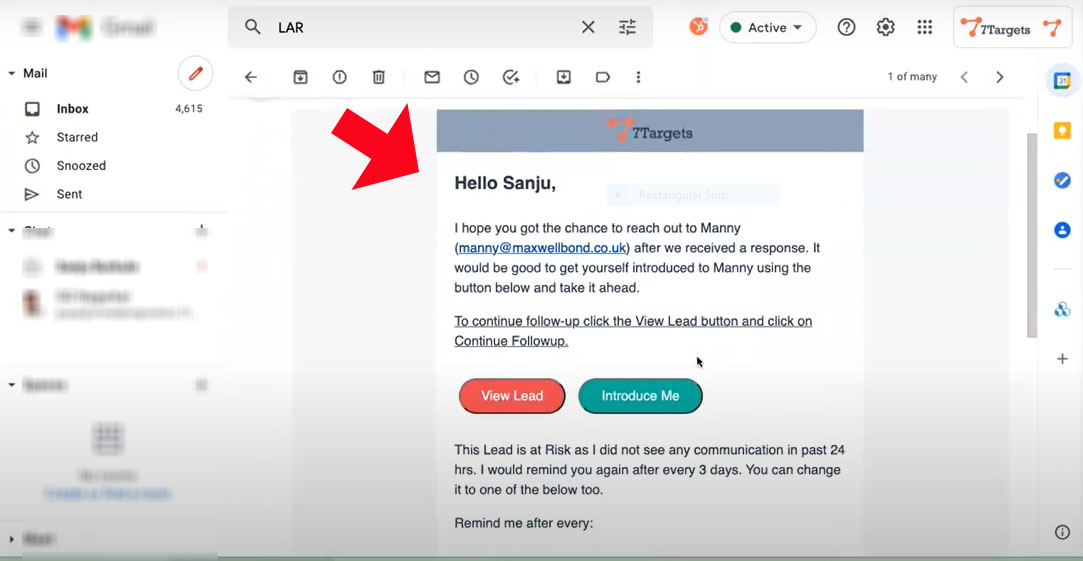 LAR
Active
7Targets
Mail
1 of many
Inbox
4,615
Starred
Snoozed
Sent
7Targets
Hello Sanju,
Rectangular Snip
I hope you got the chance to reach out to Manny
(manny@maxwellbond.co.uk) after we received a response. It
would be good to get yourself introduced to Manny using the
button below and take it ahead.
To continue follow-up click the View Lead button and click on
Continue Followup.
View Lead
Introduce Me
This Lead is at Risk as I did not see any communication in past 24
hrs. I would remind you again after every 3 days. You can change
it to one of the below too.
Remind me after every: